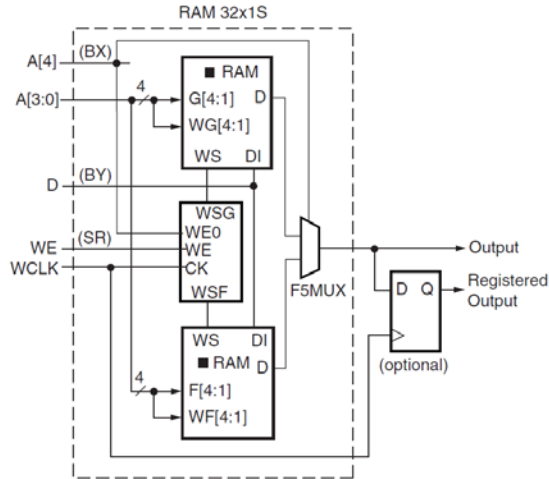 RAM 32x1S
A[4] (BX)
A[3:0] 4
■ RAM
G[4:1] D
WG[4:1]
WS DI
D (BY)
WSG
WE0
WE (SR) WE
WCLK CK
WSF
F5MUX
Output
D Q Registered
Output
(optional)
WS DI
■ RAM D
4 F[4:1]
WF[4:1]